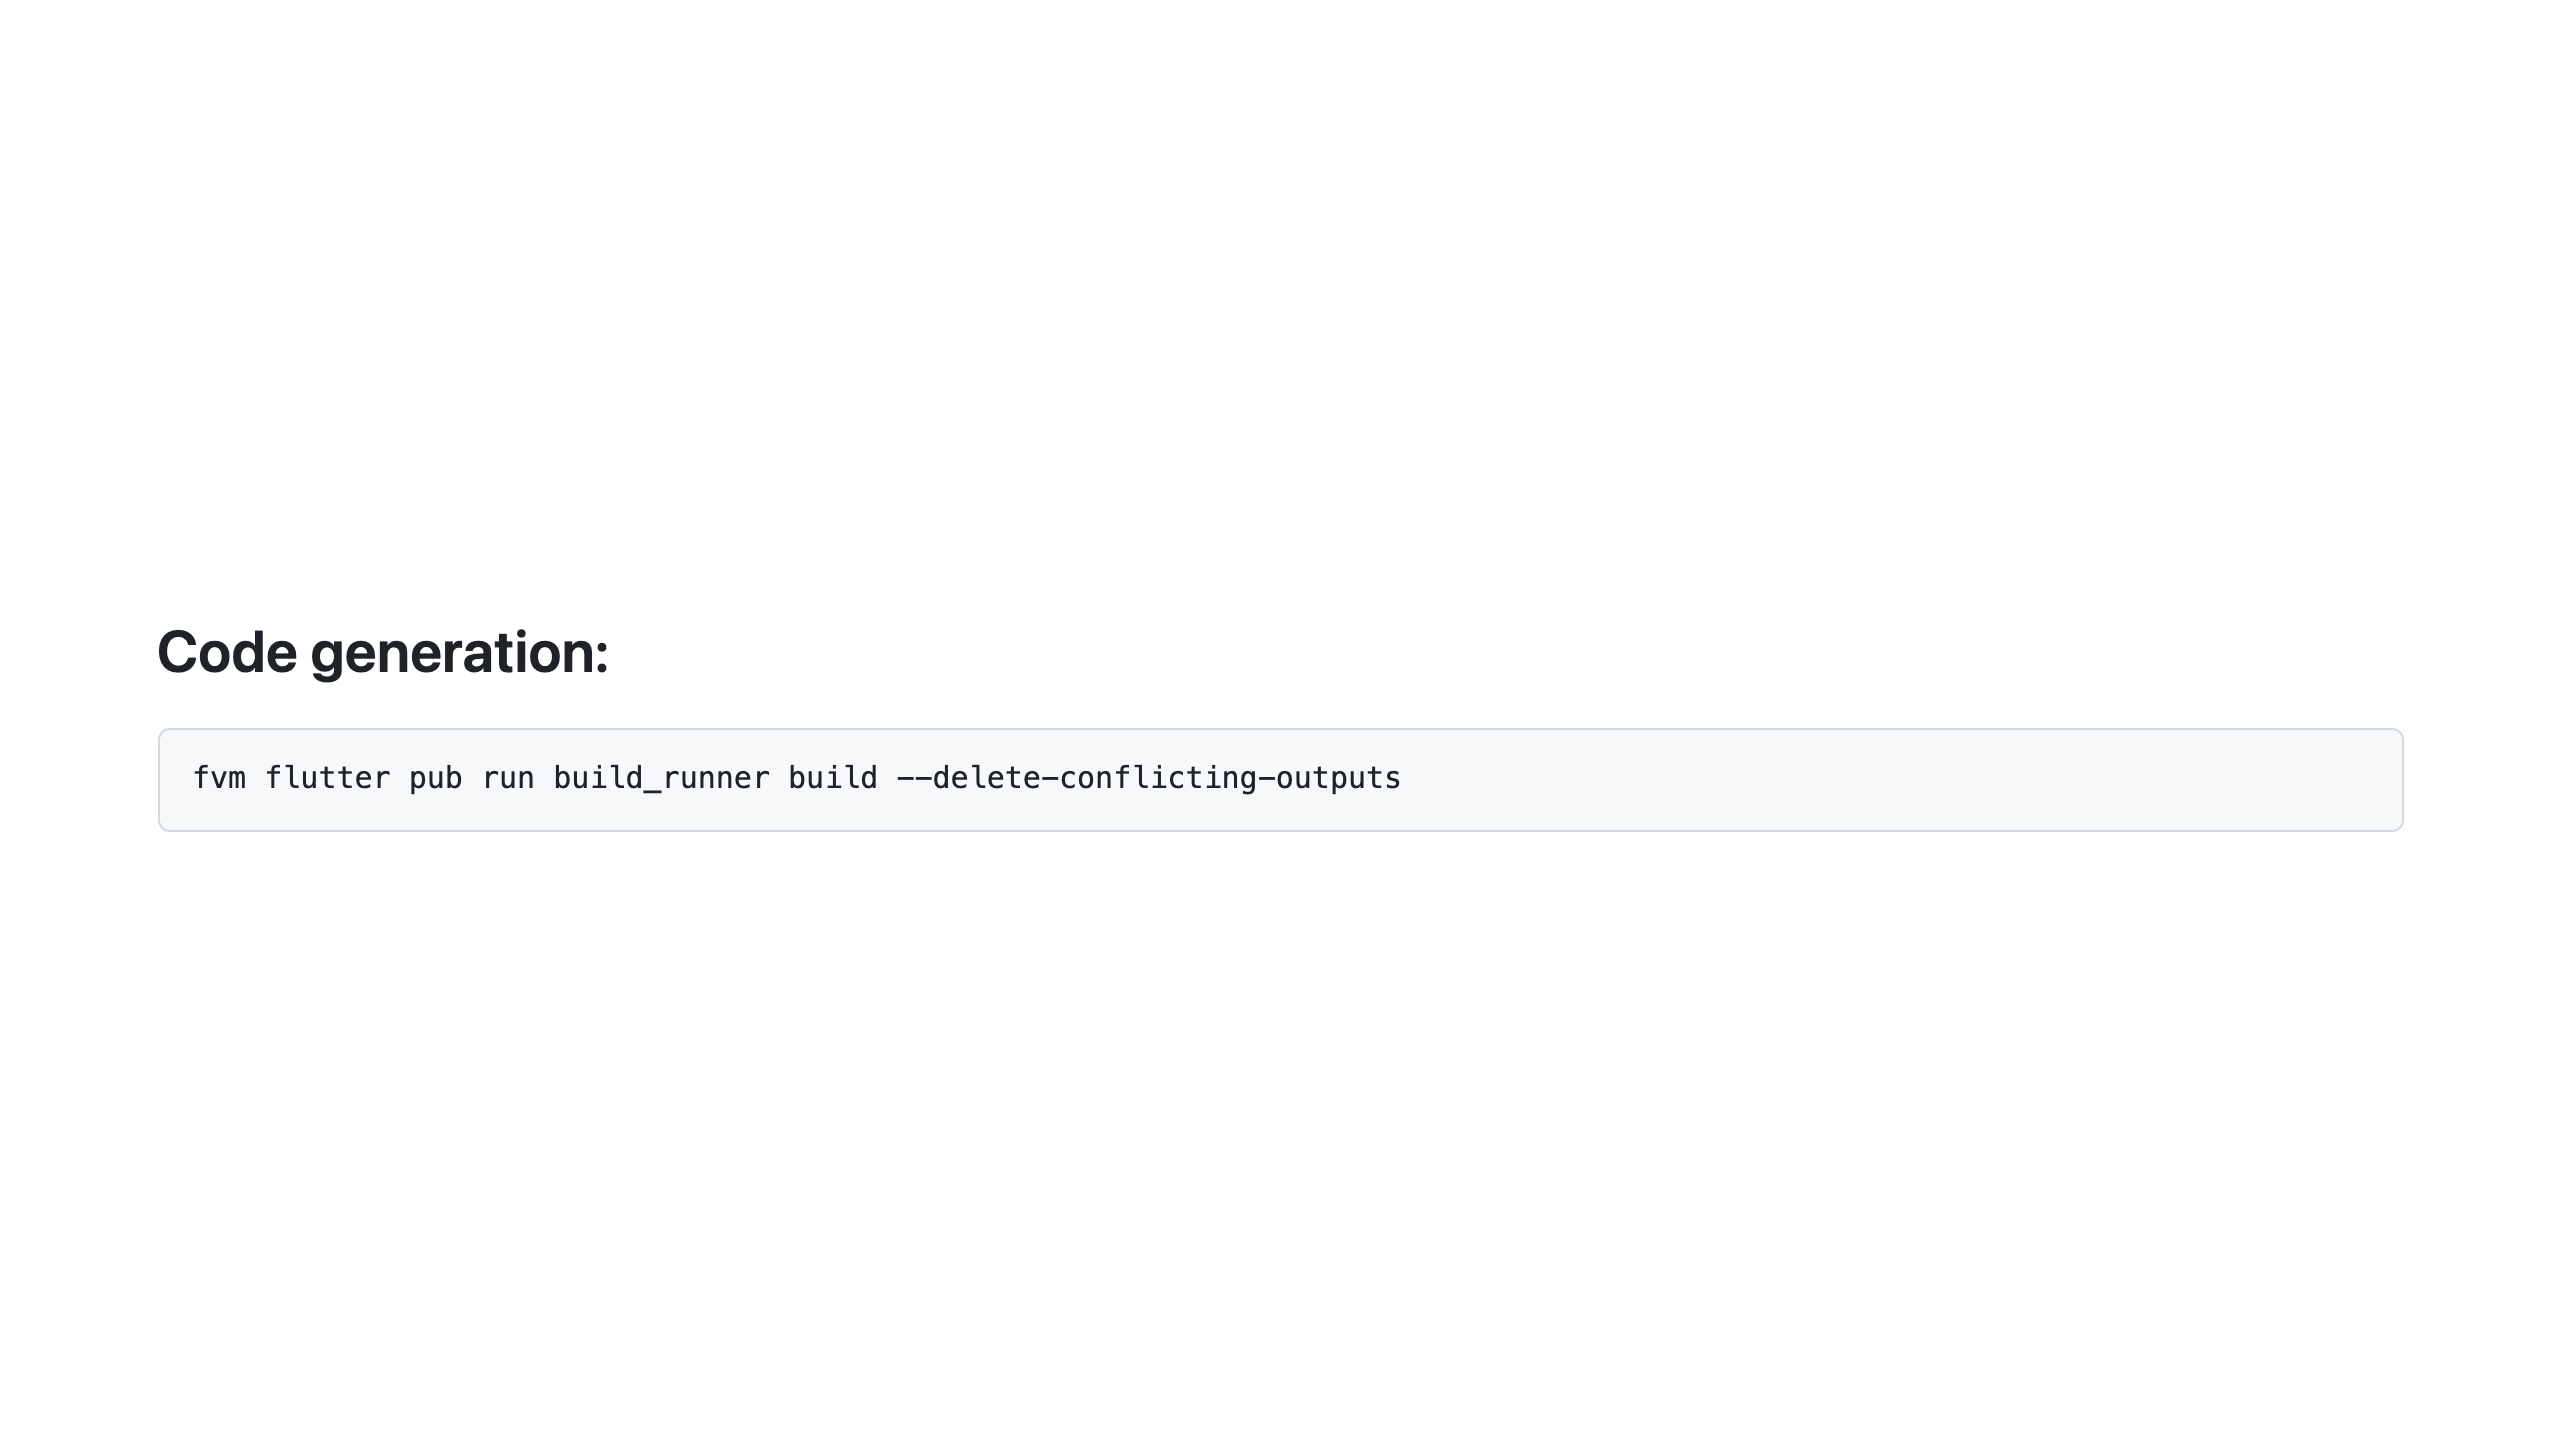 Code generation:
fvm flutter pub run build_runner build --delete-conflicting-outputs